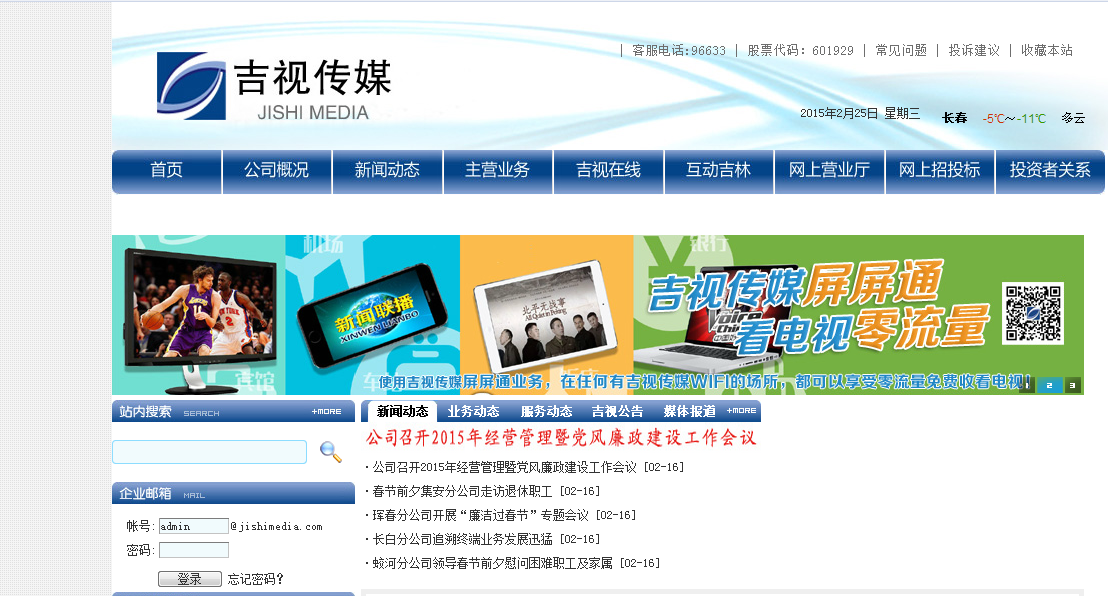 | 客服电话:96633 | 股票代码: 601929 | 常见问题 | 投诉建议 | 收藏本站
吉视传媒
JISHI MEDIA
2015年2月25日 星期三 长春 -5℃~-11℃ 多云
首页 公司概况 新闻动态 主营业务 吉视在线 互动吉林 网上营业厅 网上招投标 投资者关系
机场 银行
新闻联播
XINWEN LIANBO
北平无战事
All Quiet in Peking
吉视传媒屏屏通
看电视零流量
宾馆
使用吉视传媒屏屏通业务，在任何有吉视传媒WIFI的场所，都可以享受零流量免费收看电视!
1 2 3
站内搜索 SEARCH +MORE
新闻动态 业务动态 服务动态 吉视公告 媒体报道 +MORE
公司召开2015年经营管理暨党风廉政建设工作会议
· 公司召开2015年经营管理暨党风廉政建设工作会议 [02-16]
· 春节前夕集安分公司走访退休职工 [02-16]
· 珲春分公司开展“廉洁过春节”专题会议 [02-16]
· 长白分公司追溯终端业务发展迅猛 [02-16]
· 蛟河分公司领导春节前夕慰问困难职工及家属 [02-16]
企业邮箱 MAIL
帐号: admin @jishimedia.com
密码:
登录 忘记密码?